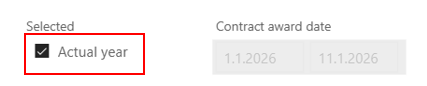 Selected
Actual year
Contract award date
1.1.2026
11.1.2026